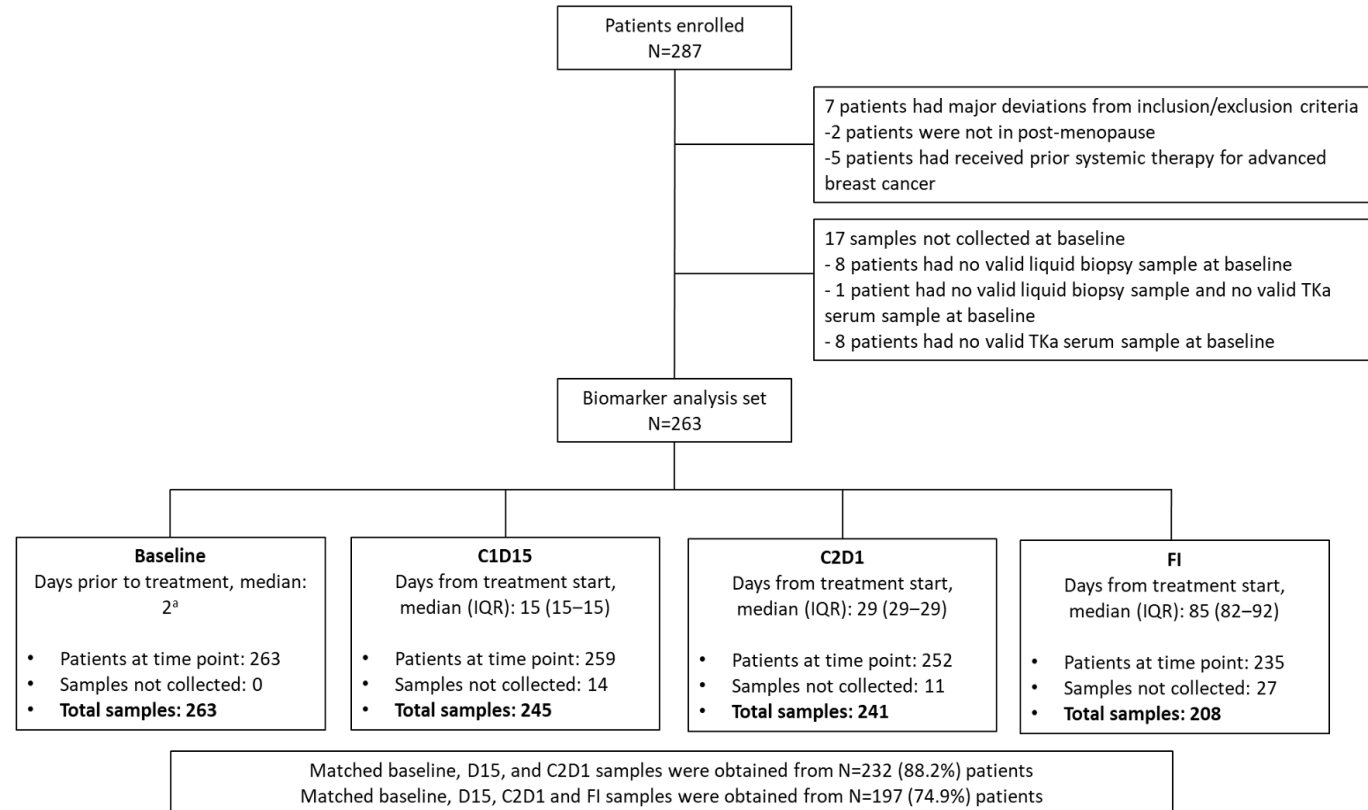 Patients enrolled
N=287
7 patients had major deviations from inclusion/exclusion criteria
-2 patients were not in post-menopause
-5 patients had received prior systemic therapy for advanced
breast cancer
17 samples not collected at baseline
- 8 patients had no valid liquid biopsy sample at baseline
- 1 patient had no valid liquid biopsy sample and no valid TKa
serum sample at baseline
- 8 patients had no valid TKa serum sample at baseline
Biomarker analysis set
N=263
Baseline
Days prior to treatment, median:
2ᵃ
• Patients at time point: 263
• Samples not collected: 0
• Total samples: 263
C1D15
Days from treatment start,
median (IQR): 15 (15–15)
• Patients at time point: 259
• Samples not collected: 14
• Total samples: 245
C2D1
Days from treatment start,
median (IQR): 29 (29–29)
• Patients at time point: 252
• Samples not collected: 11
• Total samples: 241
FI
Days from treatment start,
median (IQR): 85 (82–92)
• Patients at time point: 235
• Samples not collected: 27
• Total samples: 208
Matched baseline, D15, and C2D1 samples were obtained from N=232 (88.2%) patients
Matched baseline, D15, C2D1 and FI samples were obtained from N=197 (74.9%) patients